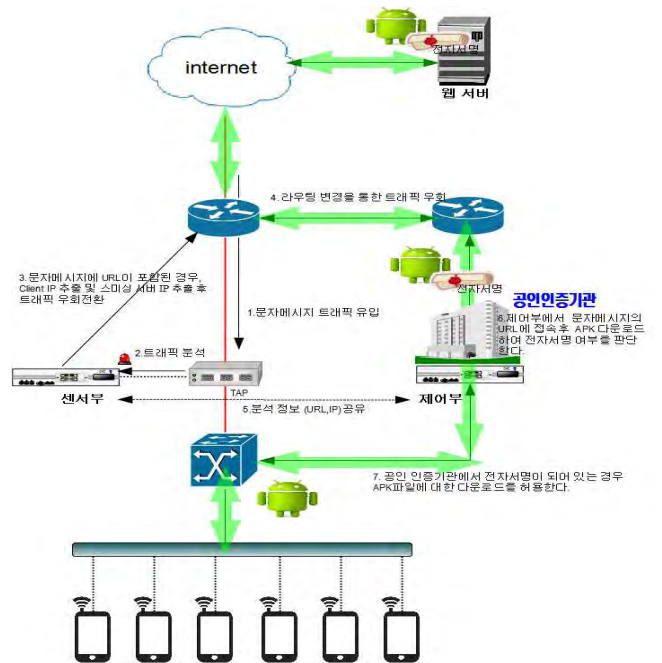 전자서명
internet
웹 서버
4.라우팅 변경을 통한 트래픽 우회
3.문자메시지에 URL이 포함된 경우,
Client IP 추출 및 스미싱 서버 IP 추출 후
트래픽 우회전환
전자서명
공인인증기관
1.문자메시지 트래픽 유입
6.제어부에서 문자메시지의
URL에 접속후 APK 다운로드
하여 전자서명 여부를 판단
한다.
2.트래픽 분석
TAP
센서부
제어부
5.분석 정보 (URL,IP)공유
7. 공인 인증기관에서 전자서명이 되어 있는 경우
APK파일에 대한 다운로드를 허용한다.